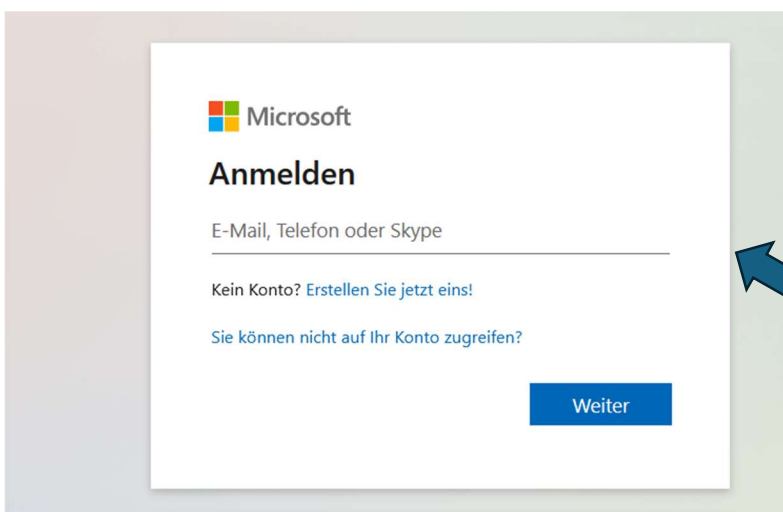 Microsoft
Anmelden
E-Mail, Telefon oder Skype
Kein Konto? Erstellen Sie jetzt eins!
Sie können nicht auf Ihr Konto zugreifen?
Weiter